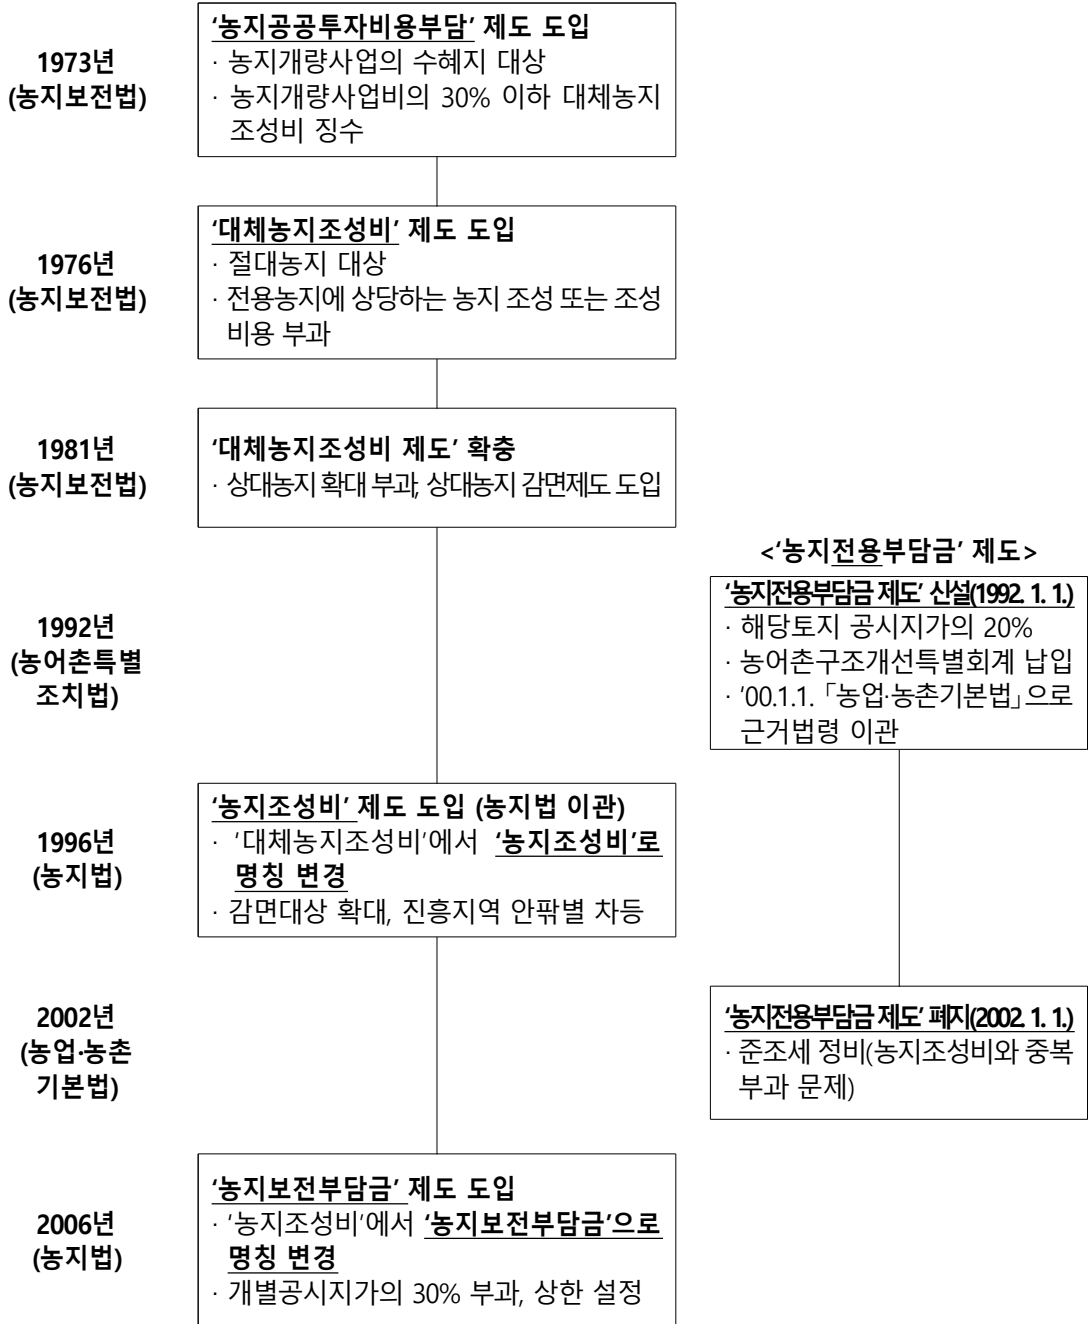 1973년
(농지보전법)
‘농지공공투자비용부담’ 제도 도입
· 농지개량사업의 수혜지 대상
· 농지개량사업비의 30% 이하 대체농지
조성비 징수
1976년
(농지보전법)
‘대체농지조성비’ 제도 도입
· 절대농지 대상
· 전용농지에 상당하는 농지 조성 또는 조성
비용 부과
1981년
(농지보전법)
‘대체농지조성비 제도’ 확충
· 상대농지 확대 부과, 상대농지 감면제도 도입
<‘농지전용부담금’ 제도>
1992년
(농어촌특별
조치법)
‘농지전용부담금 제도’ 신설(1992. 1. 1.)
· 해당토지 공시지가의 20%
· 농어촌구조개선특별회계 납입
· '00.1.1. 「농업·농촌기본법」으로
근거법령 이관
1996년
(농지법)
‘농지조성비’ 제도 도입 (농지법 이관)
· '대체농지조성비’에서 ‘농지조성비’로
명칭 변경
· 감면대상 확대, 진흥지역 안팎별 차등
2002년
(농업·농촌
기본법)
‘농지전용부담금 제도’ 폐지(2002. 1. 1.)
· 준조세 정비(농지조성비와 중복
부과 문제)
2006년
(농지법)
‘농지보전부담금’ 제도 도입
· ‘농지조성비’에서 ‘농지보전부담금’으로
명칭 변경
· 개별공시지가의 30% 부과, 상한 설정